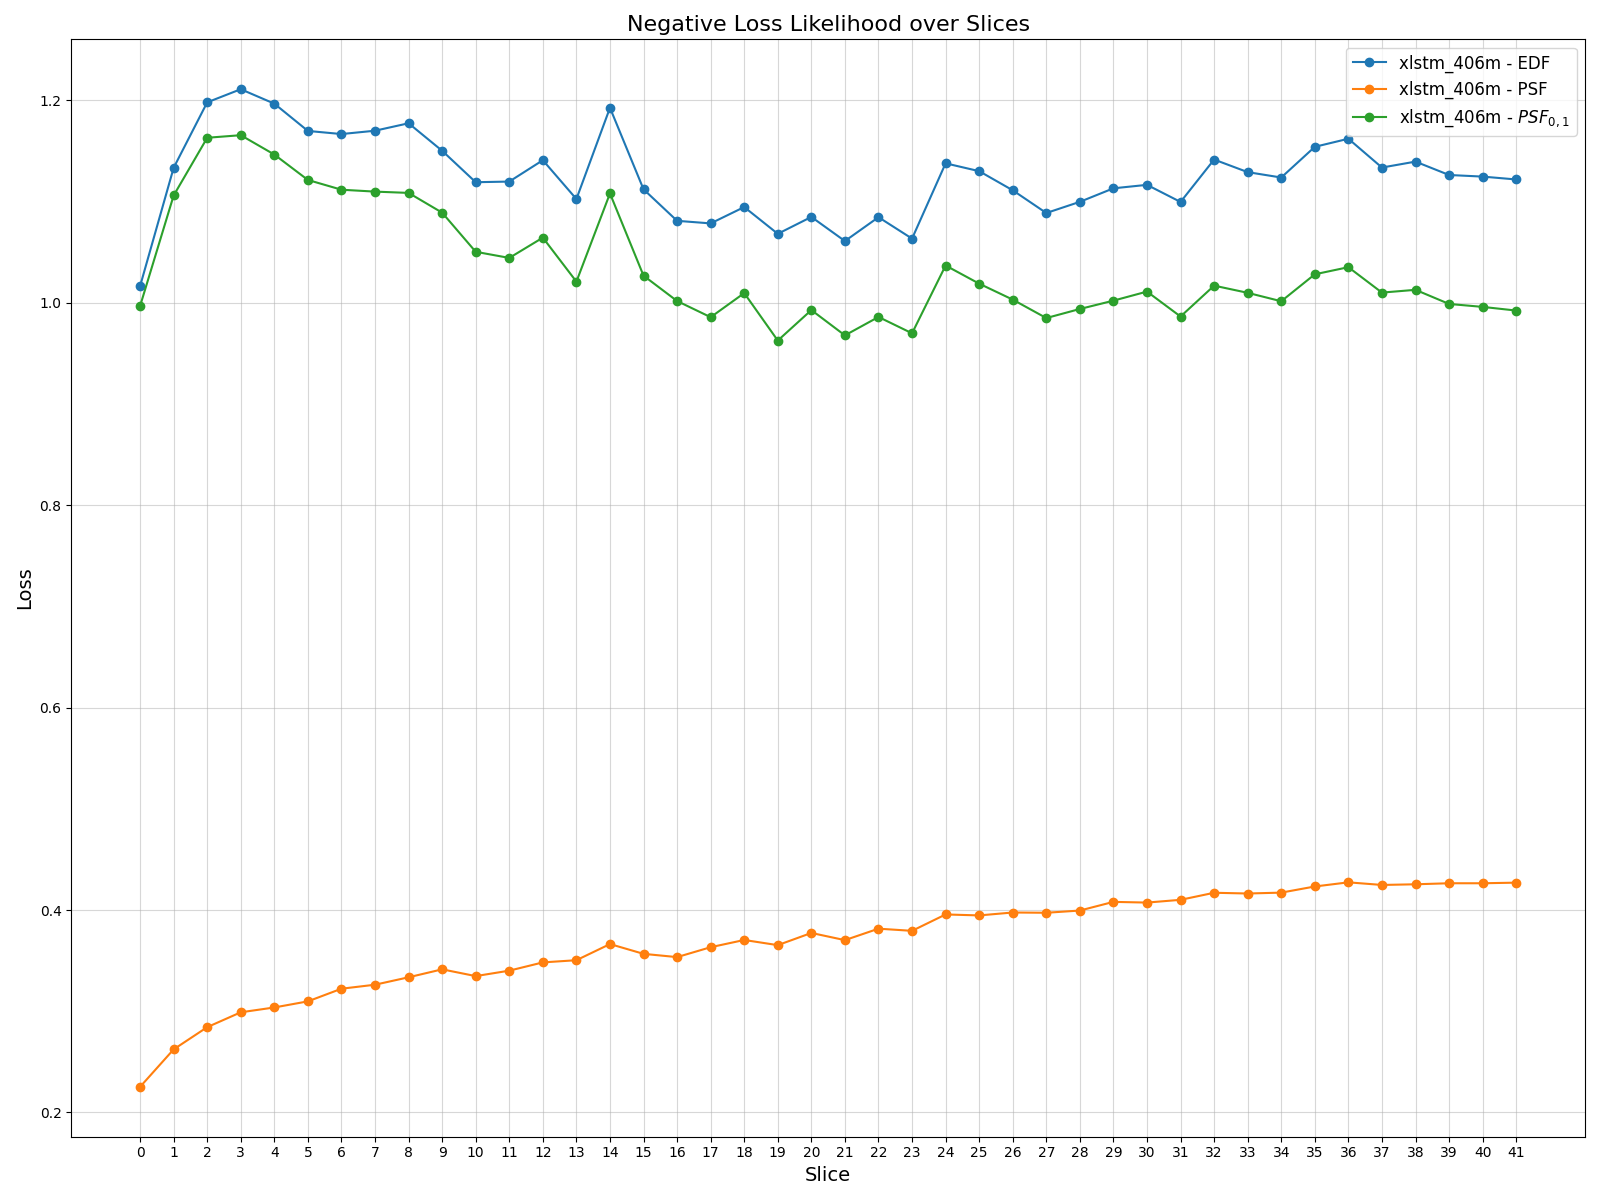 Negative Loss Likelihood over Slices
xlstm_406m - EDF
xlstm_406m - PSF
xlstm_406m - PSF0,1
1.2
1.0
0.8
0.6
0.4
0.2
Loss
0 1 2 3 4 5 6 7 8 9 10 11 12 13 14 15 16 17 18 19 20 21 22 23 24 25 26 27 28 29 30 31 32 33 34 35 36 37 38 39 40 41
Slice